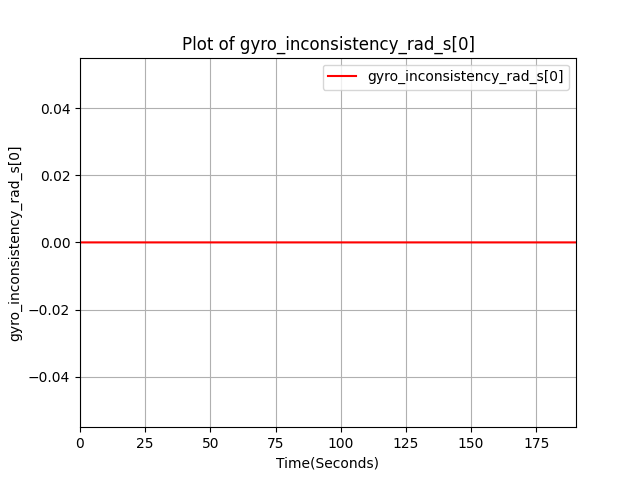 Plot of gyro_inconsistency_rad_s[0]
gyro_inconsistency_rad_s[0]
gyro_inconsistency_rad_s[0]
0.04
0.02
0.00
−0.02
−0.04
0 25 50 75 100 125 150 175
Time(Seconds)